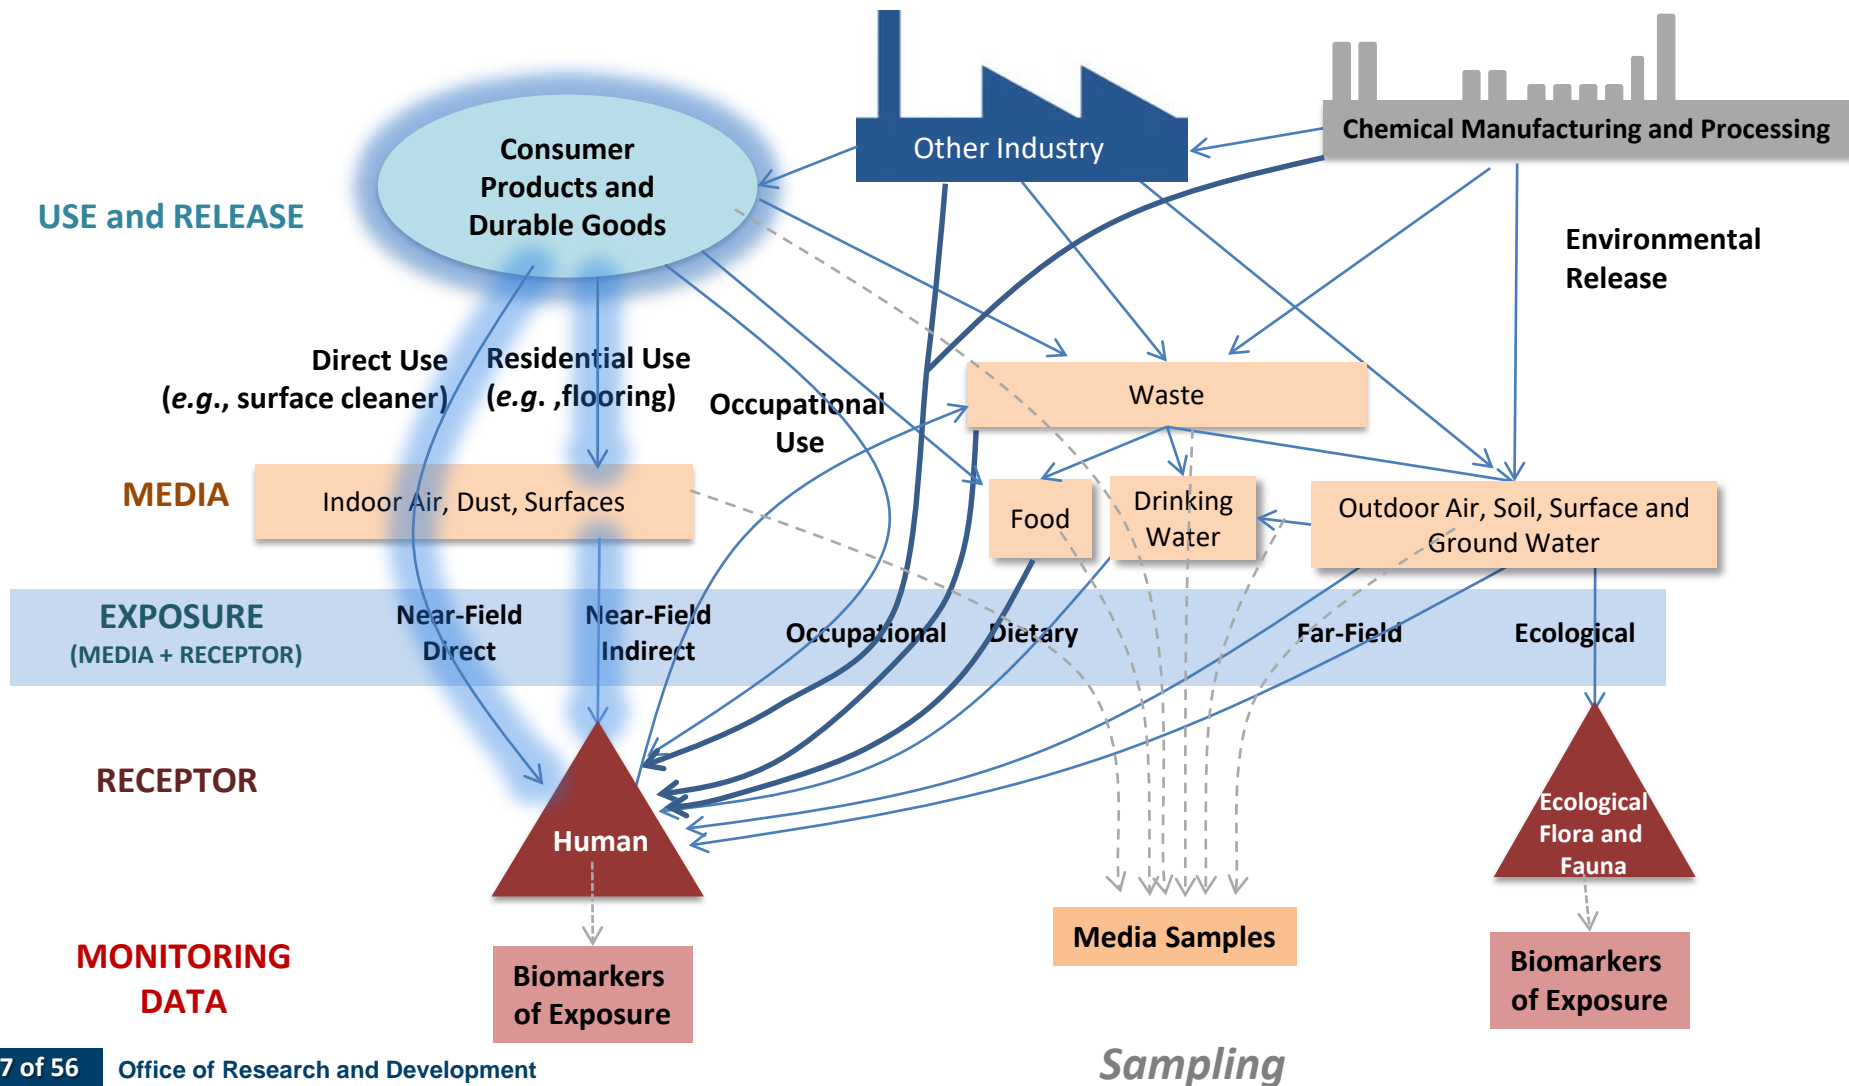 Consumer
Products and
Durable Goods
Other Industry
Chemical Manufacturing and Processing
USE and RELEASE
Environmental
Release
Direct Use
(e.g., surface cleaner)
Residential Use
(e.g. ,flooring)
Occupational
Use
Waste
MEDIA
Indoor Air, Dust, Surfaces
Food
Drinking
Water
Outdoor Air, Soil, Surface and
Ground Water
EXPOSURE
(MEDIA + RECEPTOR)
Near-Field
Direct
Near-Field
Indirect
Occupational
Dietary
Far-Field
Ecological
RECEPTOR
Human
Ecological
Flora and
Fauna
MONITORING
DATA
Biomarkers
of Exposure
Media Samples
Biomarkers
of Exposure
7 of 56
Office of Research and Development
Sampling